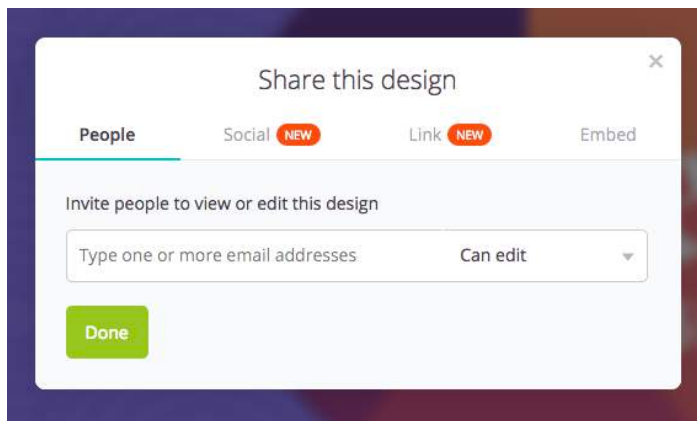 Share this design
×
People Social NEW Link NEW Embed
Invite people to view or edit this design
Type one or more email addresses Can edit
Done